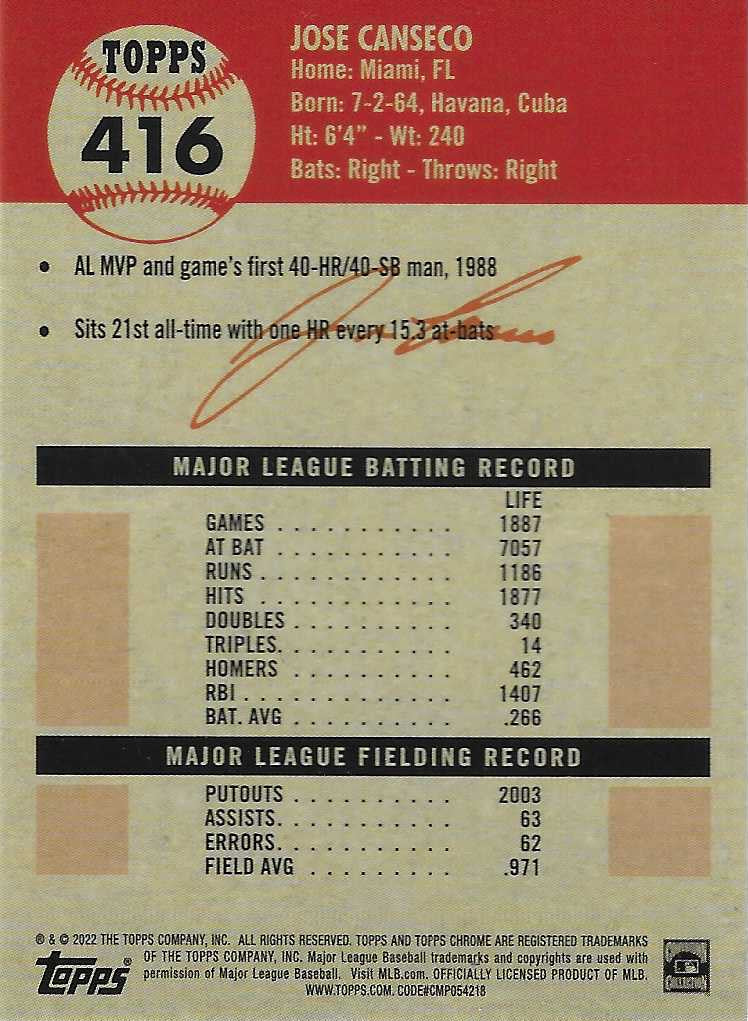 TOPPS
416
JOSE CANSECO
Home: Miami, FL
Born: 7-2-64, Havana, Cuba
Ht: 6'4" - Wt: 240
Bats: Right - Throws: Right
• AL MVP and game's first 40-HR/40-SB man, 1988
• Sits 21st all-time with one HR every 15.3 at-bats
MAJOR LEAGUE BATTING RECORD
LIFE
GAMES . . . . . . . . . . . 1887
AT BAT . . . . . . . . . . . 7057
RUNS . . . . . . . . . . . . 1186
HITS . . . . . . . . . . . . 1877
DOUBLES . . . . . . . . . . 340
TRIPLES. . . . . . . . . . . 14
HOMERS . . . . . . . . . . 462
RBI . . . . . . . . . . . . . 1407
BAT. AVG . . . . . . . . . . .266
MAJOR LEAGUE FIELDING RECORD
PUTOUTS . . . . . . . . . . 2003
ASSISTS. . . . . . . . . . . 63
ERRORS. . . . . . . . . . . 62
FIELD AVG . . . . . . . . . .971
® & © 2022 THE TOPPS COMPANY, INC. ALL RIGHTS RESERVED. TOPPS AND TOPPS CHROME ARE REGISTERED TRADEMARKS
OF THE TOPPS COMPANY, INC. Major League Baseball trademarks and copyrights are used with
permission of Major League Baseball. Visit MLB.com. OFFICIALLY LICENSED PRODUCT OF MLB.
WWW.TOPPS.COM. CODE#CMP054218
topps®
COLLECTION